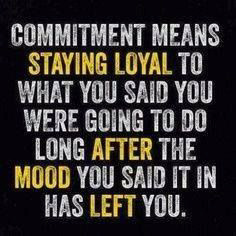 COMMITMENT MEANS
STAYING LOYAL TO
WHAT YOU SAID YOU
WERE GOING TO DO
LONG AFTER THE
MOOD YOU SAID IT IN
HAS LEFT YOU.